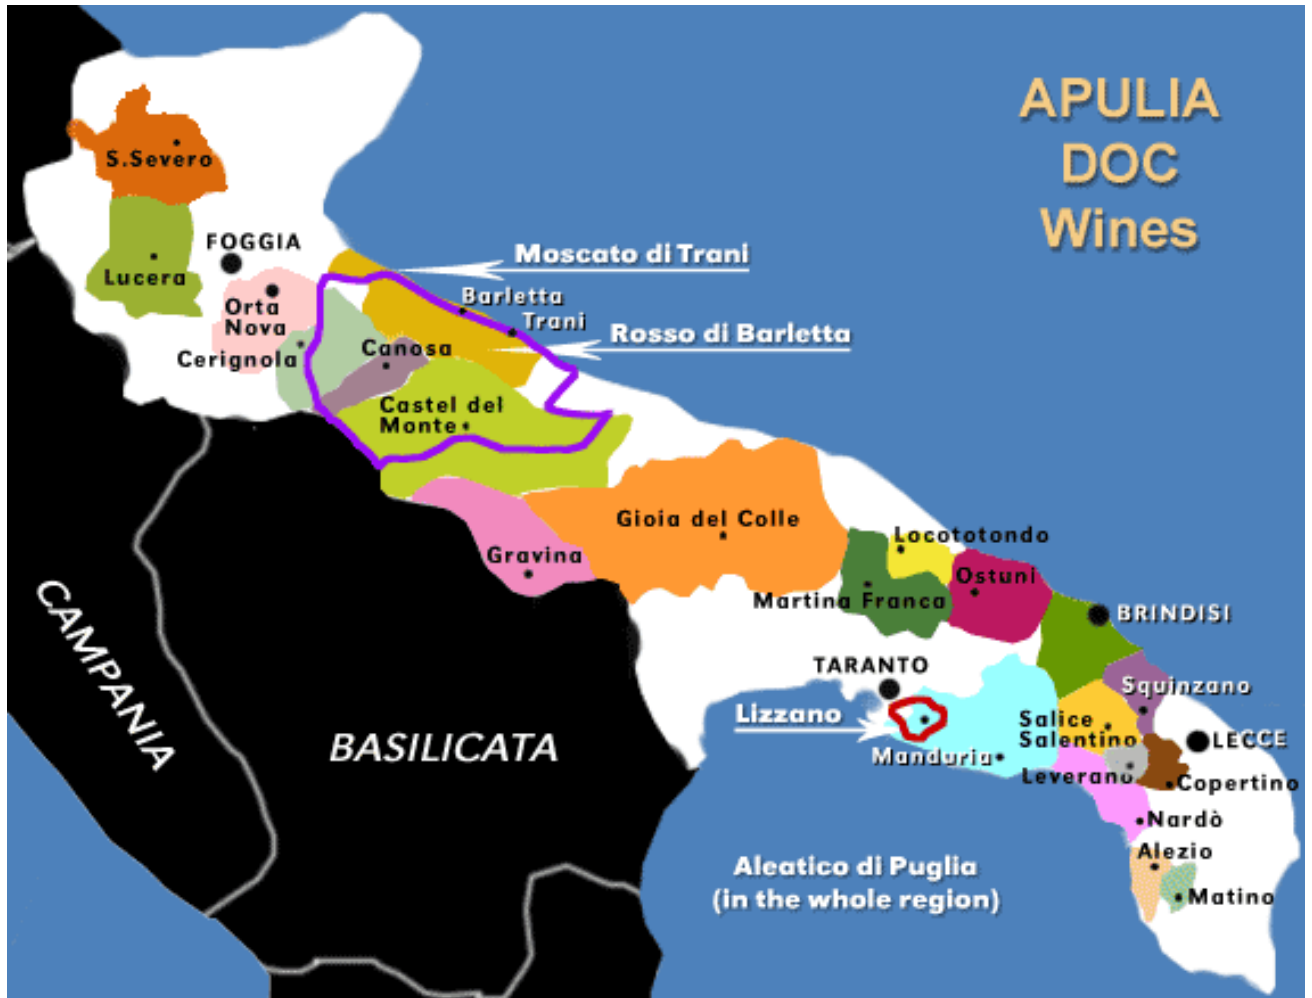 APULIA
DOC
Wines
S.Severo
FOGGIA
Moscato di Trani
Lucera
Barletta
Orta
Nova
Trani
Rosso di Barletta
Cerignola
Canosa
Castel del
Monte
Gioia del Colle
Locototondo
Gravina
Ostuni
Martina Franca
BRINDISI
CAMPANIA
TARANTO
Squinzano
Lizzano
Salice
Salentino
BASILICATA
LECCE
Manduria
Leverano
Copertino
Nardò
Alezio
Aleatico di Puglia
(in the whole region)
Matino